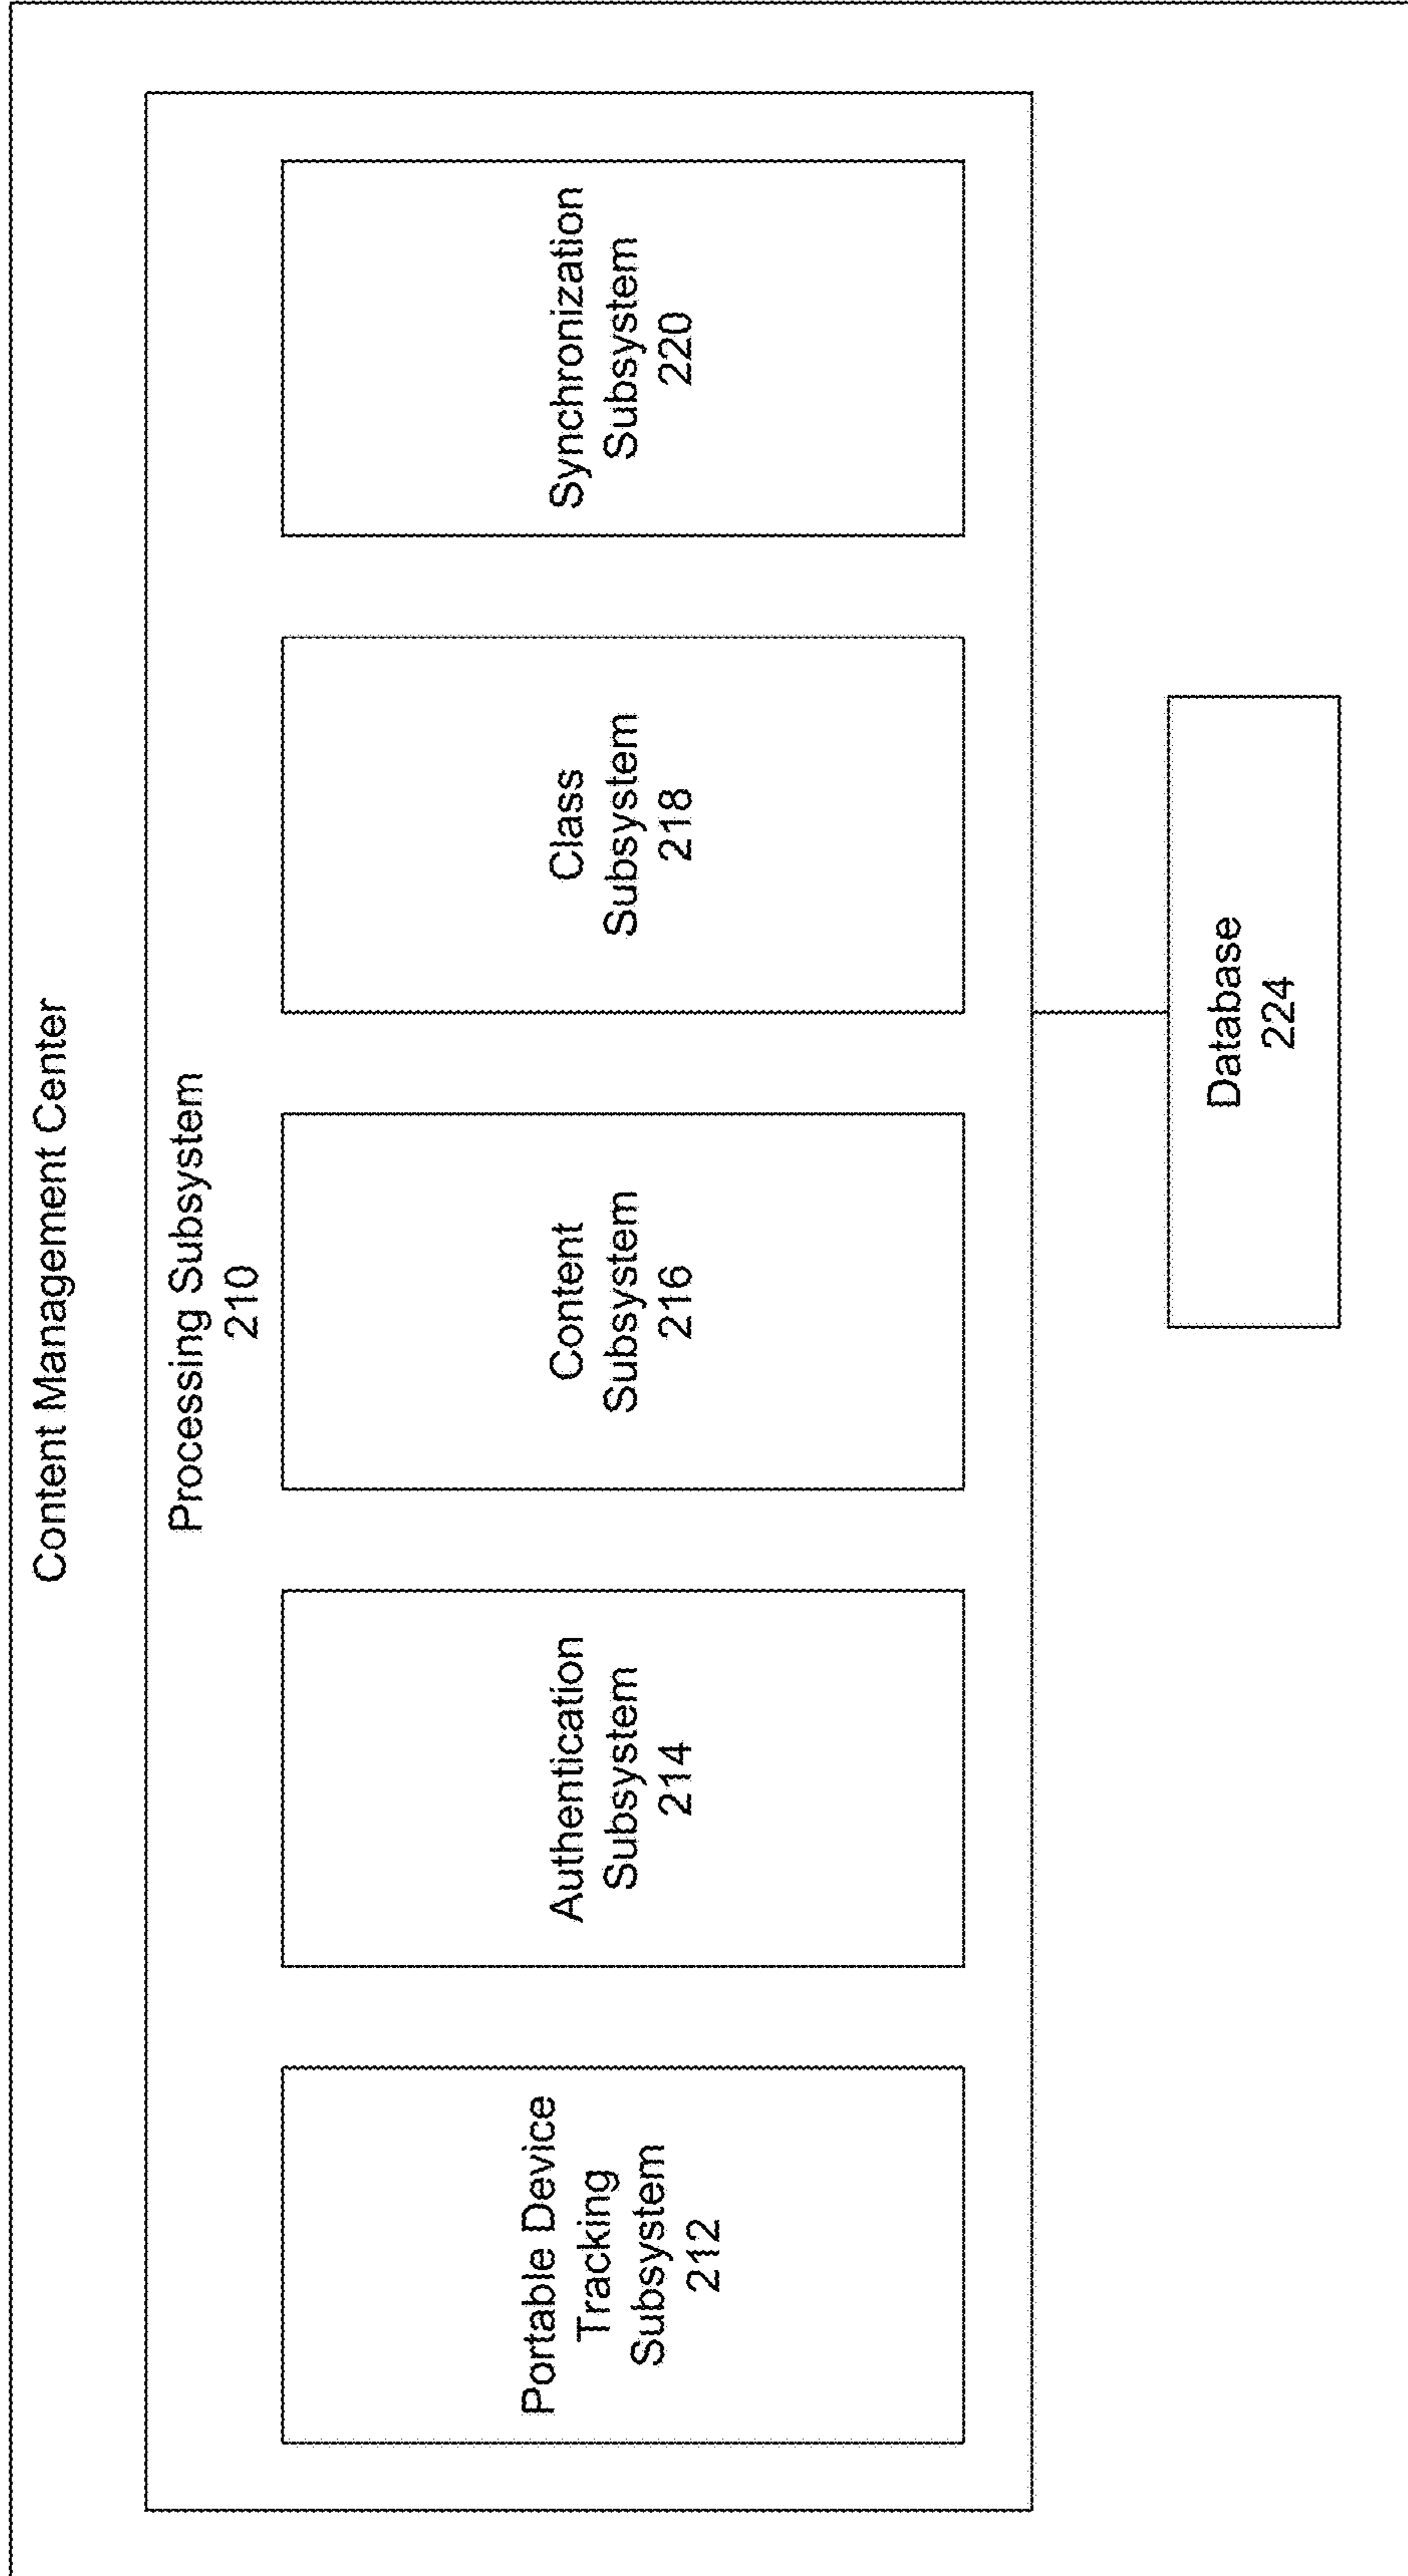 Content Management Center
Processing Subsystem
210
Portable Device
Tracking
Subsystem
212
Authentication
Subsystem
214
Content
Subsystem
216
Class
Subsystem
218
Synchronization
Subsystem
220
Database
224